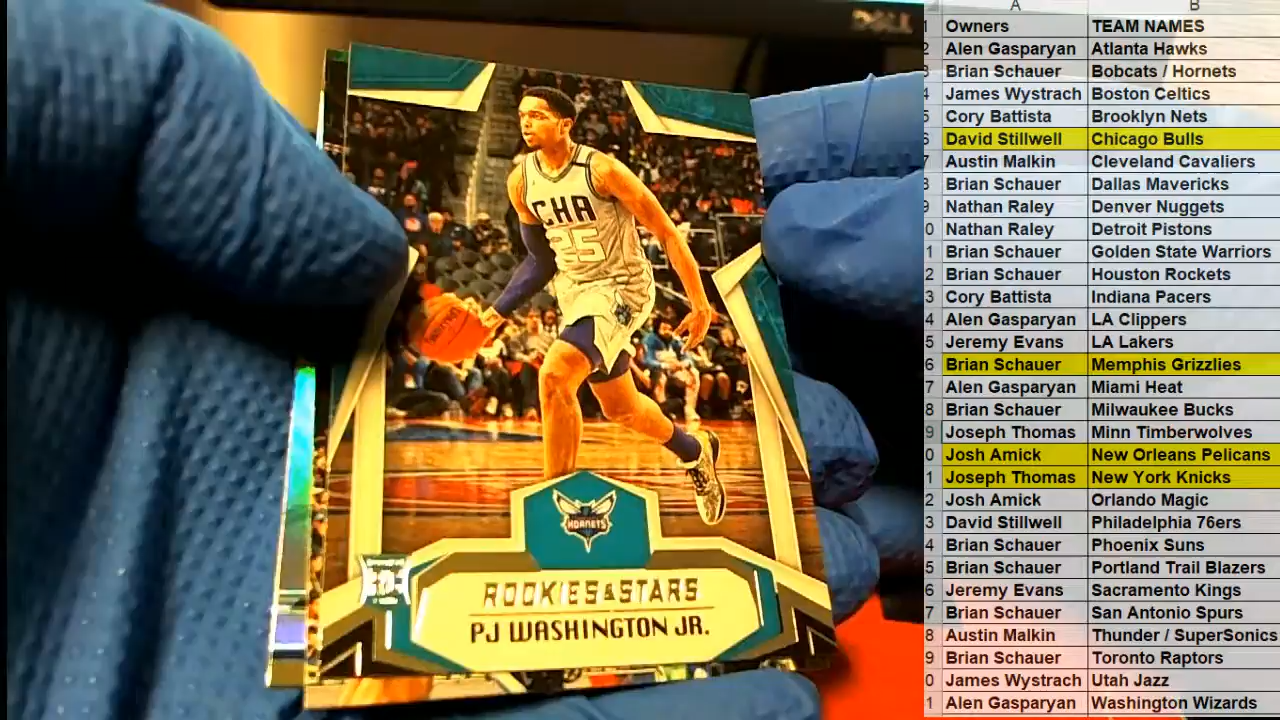 DELL
CHA
25
HORNETS
ROOKIES & STARS
PJ WASHINGTON JR.
A B
1 Owners TEAM NAMES
2 Alen Gasparyan Atlanta Hawks
3 Brian Schauer Bobcats / Hornets
4 James Wystrach Boston Celtics
5 Cory Battista Brooklyn Nets
6 David Stillwell Chicago Bulls
7 Austin Malkin Cleveland Cavaliers
8 Brian Schauer Dallas Mavericks
9 Nathan Raley Denver Nuggets
0 Nathan Raley Detroit Pistons
1 Brian Schauer Golden State Warriors
2 Brian Schauer Houston Rockets
3 Cory Battista Indiana Pacers
4 Alen Gasparyan LA Clippers
5 Jeremy Evans LA Lakers
6 Brian Schauer Memphis Grizzlies
7 Alen Gasparyan Miami Heat
8 Brian Schauer Milwaukee Bucks
9 Joseph Thomas Minn Timberwolves
0 Josh Amick New Orleans Pelicans
1 Joseph Thomas New York Knicks
2 Josh Amick Orlando Magic
3 David Stillwell Philadelphia 76ers
4 Brian Schauer Phoenix Suns
5 Brian Schauer Portland Trail Blazers
6 Jeremy Evans Sacramento Kings
7 Brian Schauer San Antonio Spurs
8 Austin Malkin Thunder / SuperSonics
9 Brian Schauer Toronto Raptors
0 James Wystrach Utah Jazz
1 Alen Gasparyan Washington Wizards